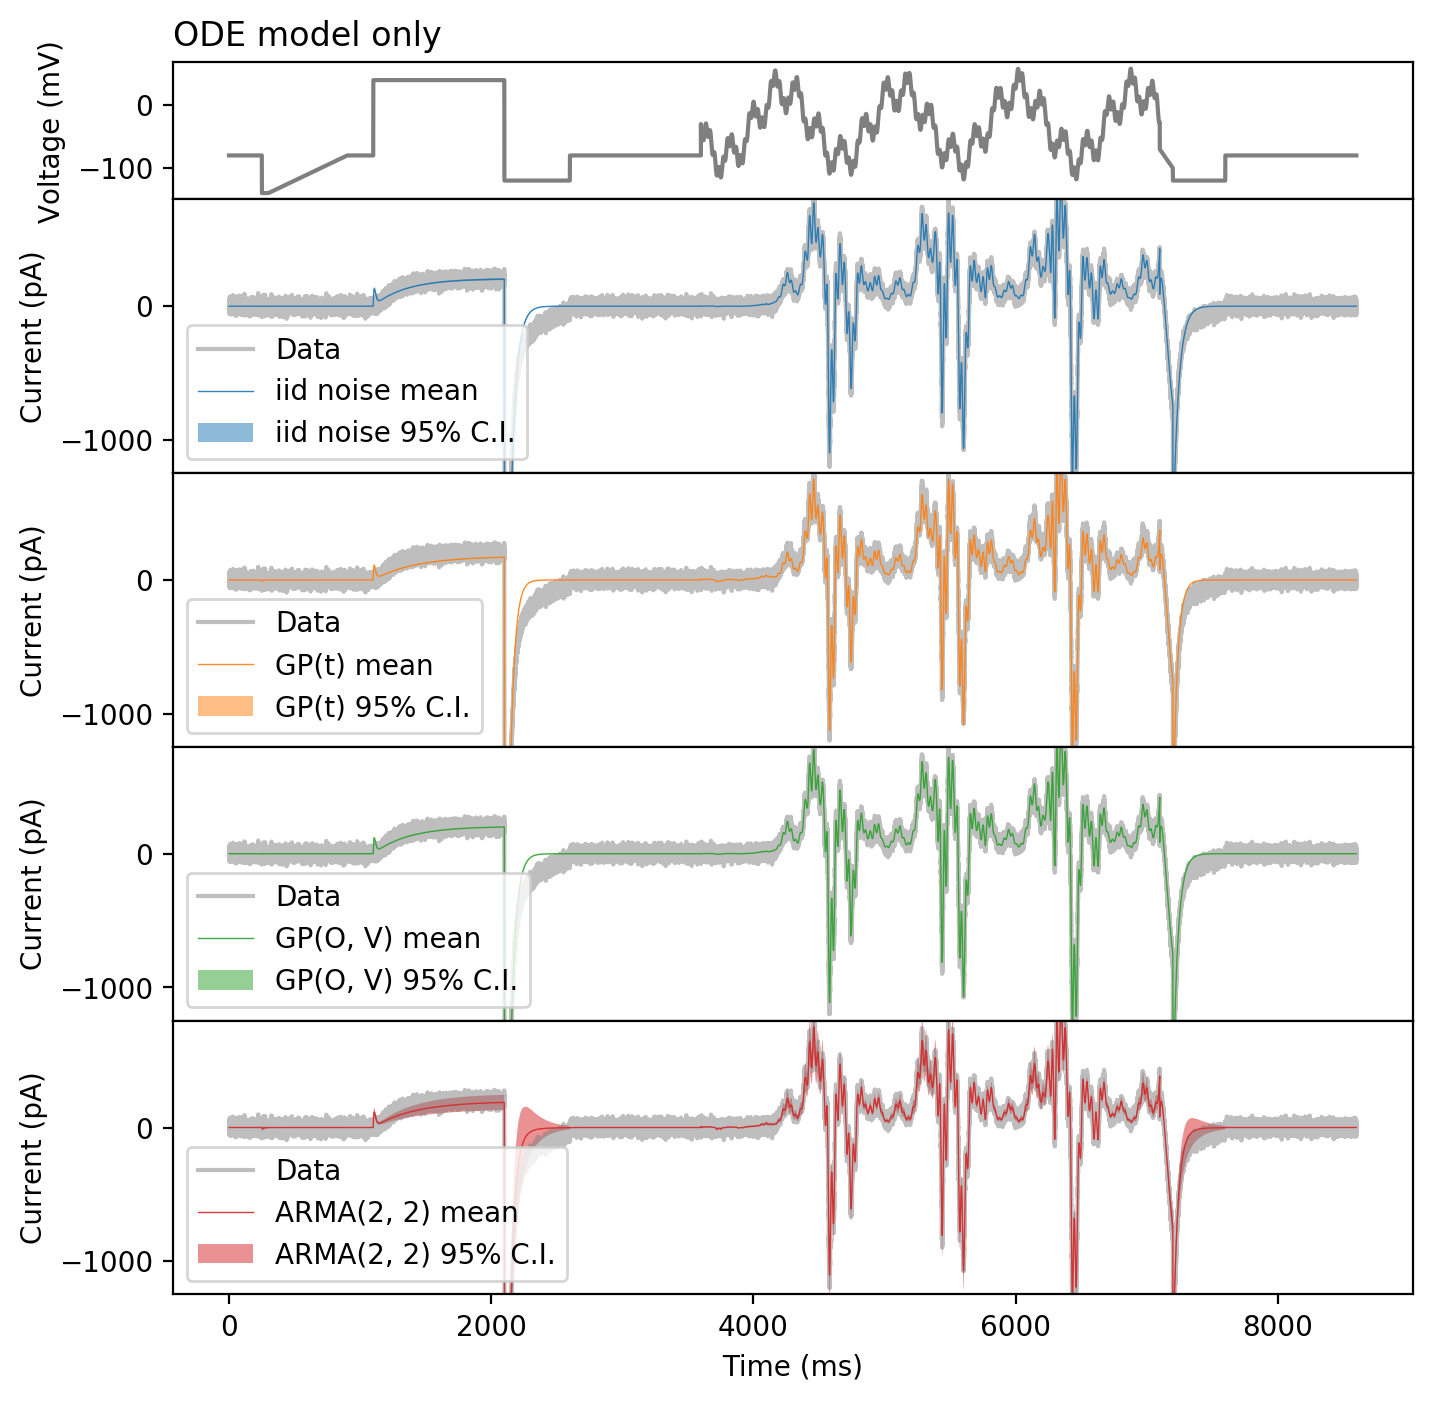 ODE model only
Voltage (mV)
0
−100
Current (pA)
0
−1000
Data
iid noise mean
iid noise 95% C.I.
Current (pA)
0
−1000
Data
GP(t) mean
GP(t) 95% C.I.
Current (pA)
0
−1000
Data
GP(O, V) mean
GP(O, V) 95% C.I.
Current (pA)
0
−1000
Data
ARMA(2, 2) mean
ARMA(2, 2) 95% C.I.
0 2000 4000 6000 8000
Time (ms)